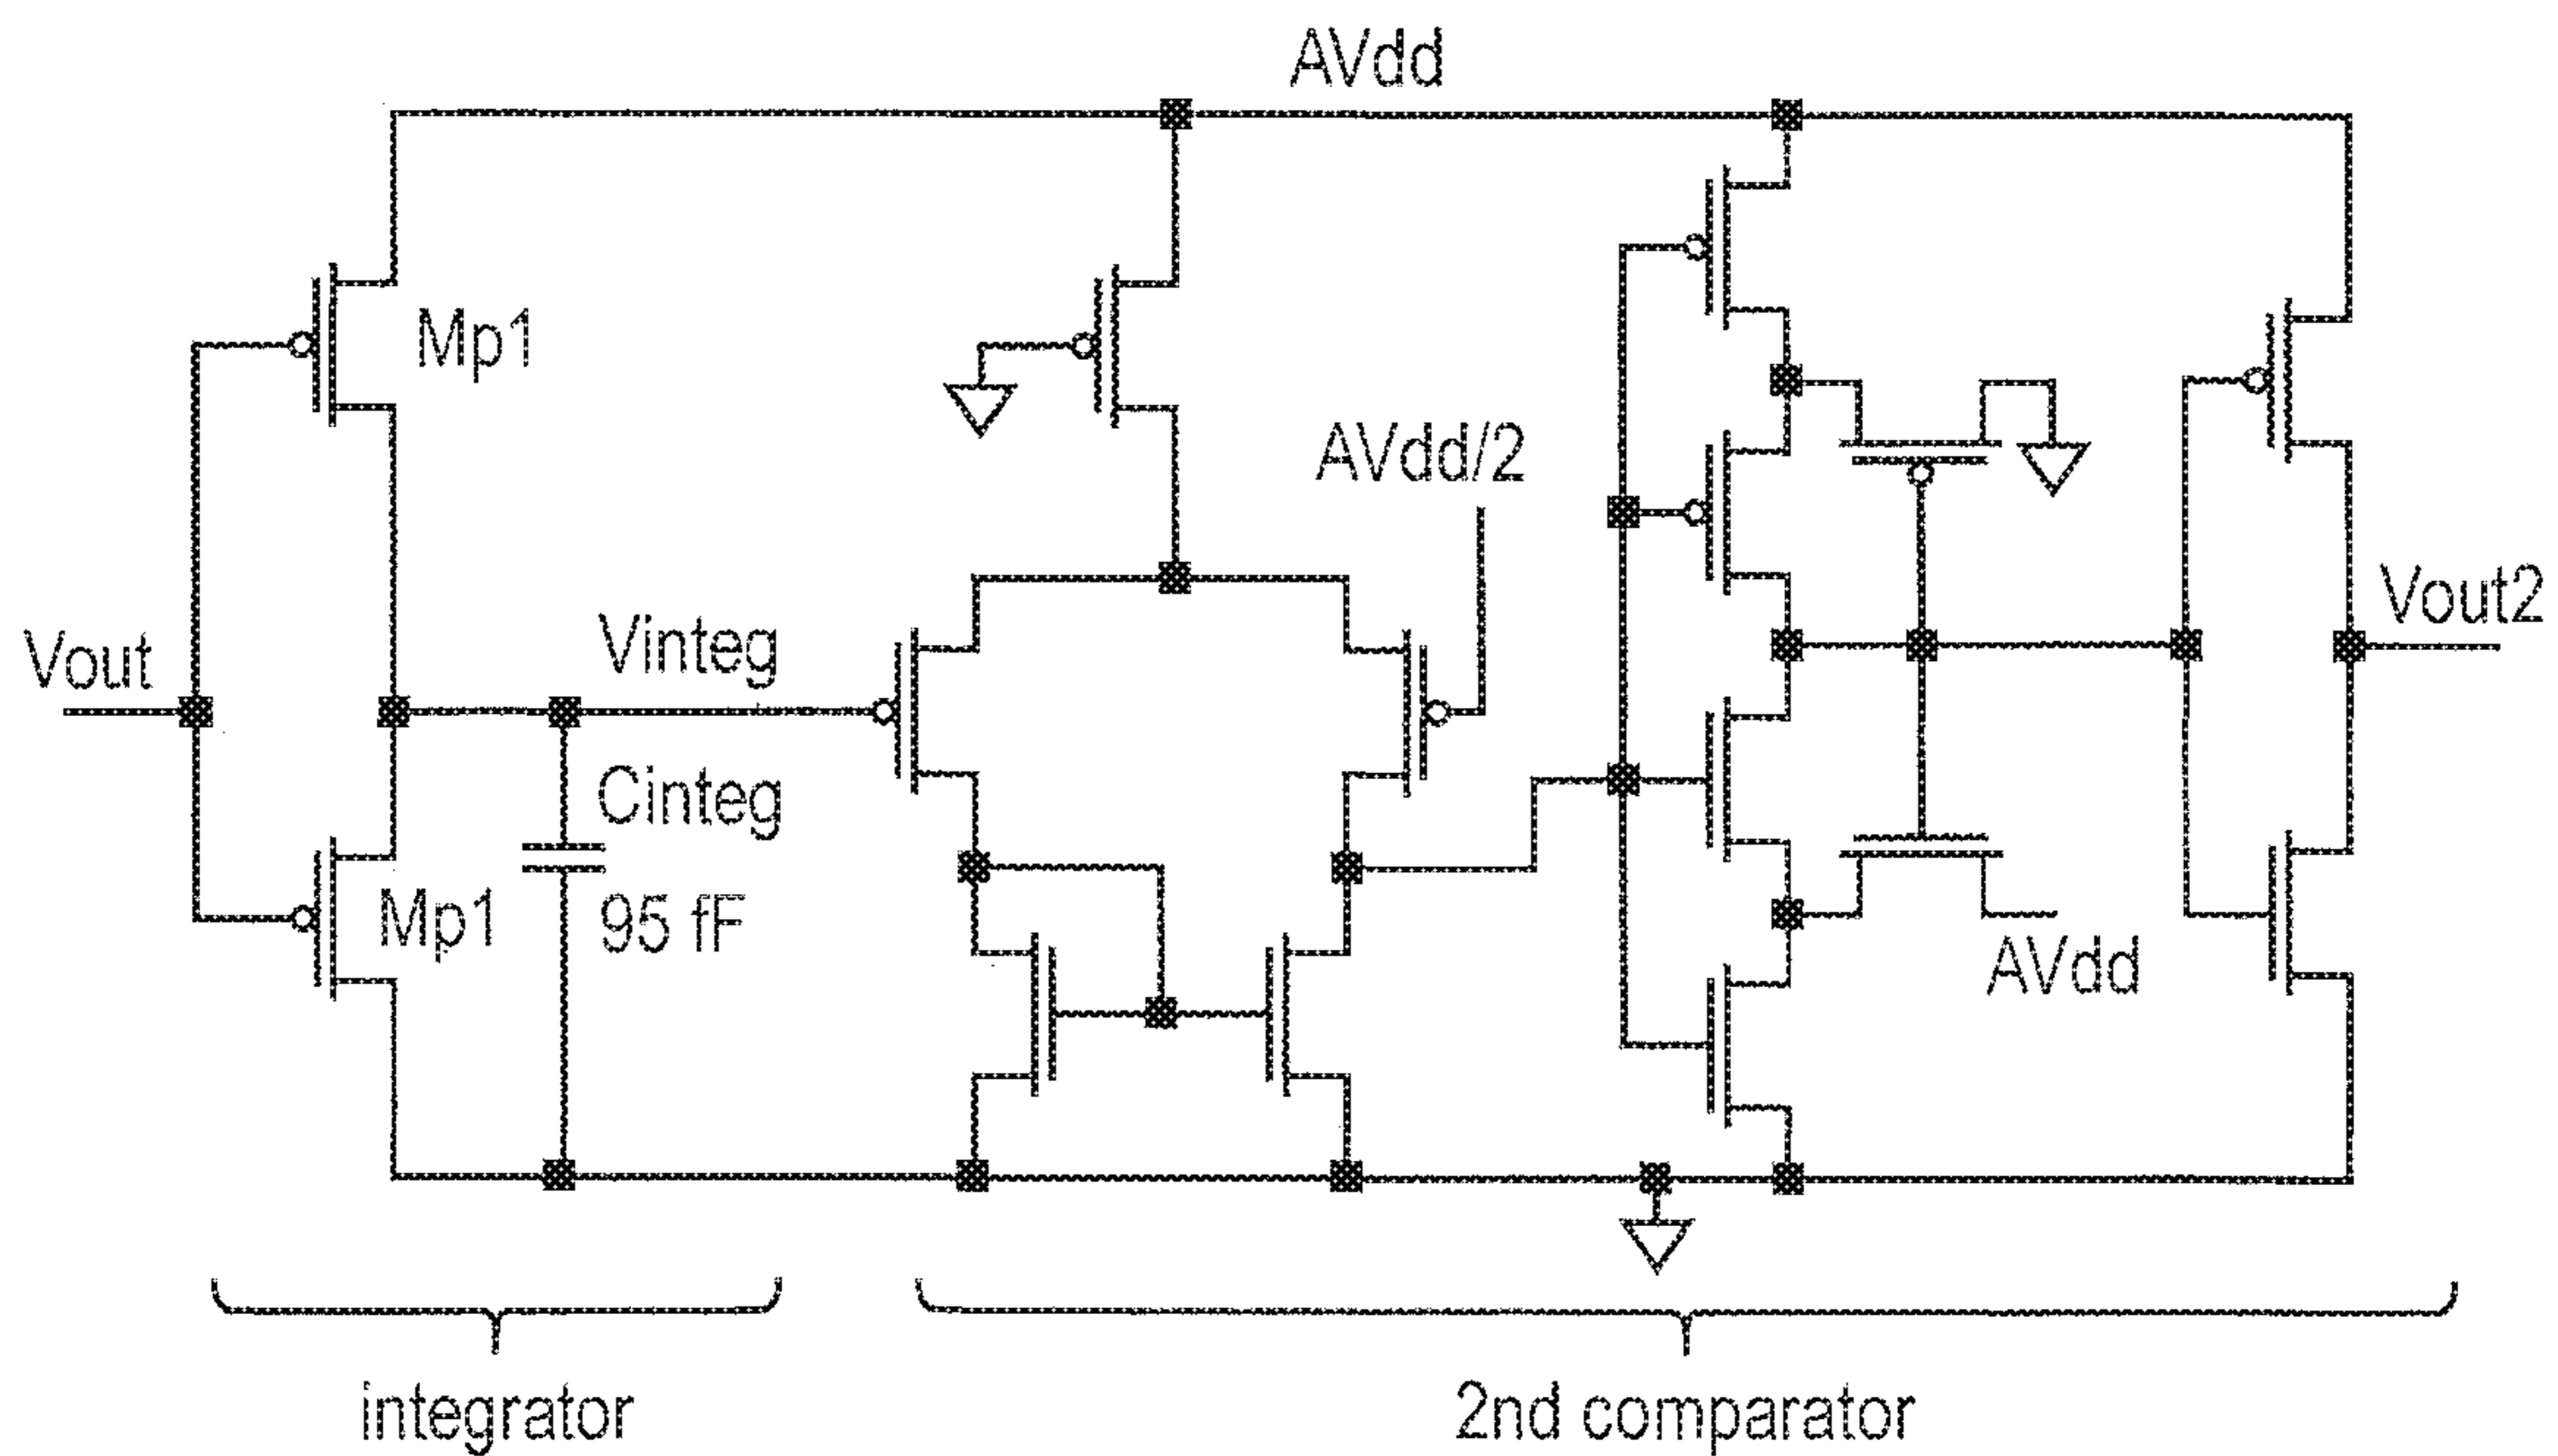 AVdd
Mp1
AVdd/2
Vout
Vinteg
Vout2
Cinteg
95 fF
Mp1
AVdd
integrator
2nd comparator